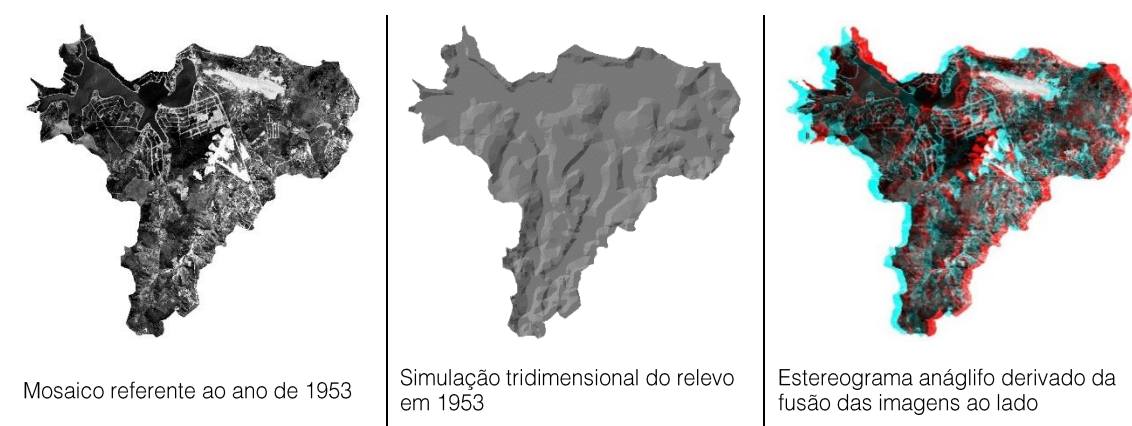 Mosaico referente ao ano de 1953
Simulação tridimensional do relevo
em 1953
Estereograma anáglifo derivado da
fusão das imagens ao lado